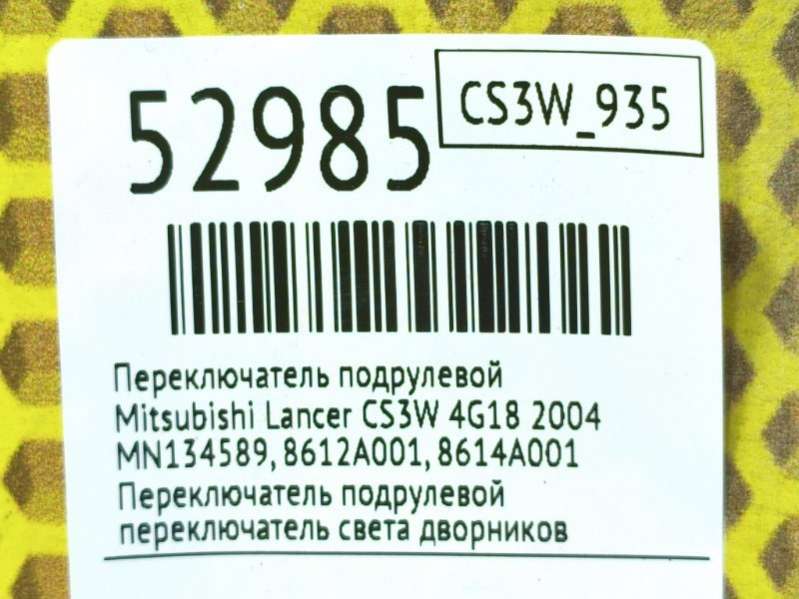 52985
CS3W_935
Переключатель подрулевой
Mitsubishi Lancer CS3W 4G18 2004
MN134589, 8612A001, 8614A001
Переключатель подрулевой
переключатель света дворников